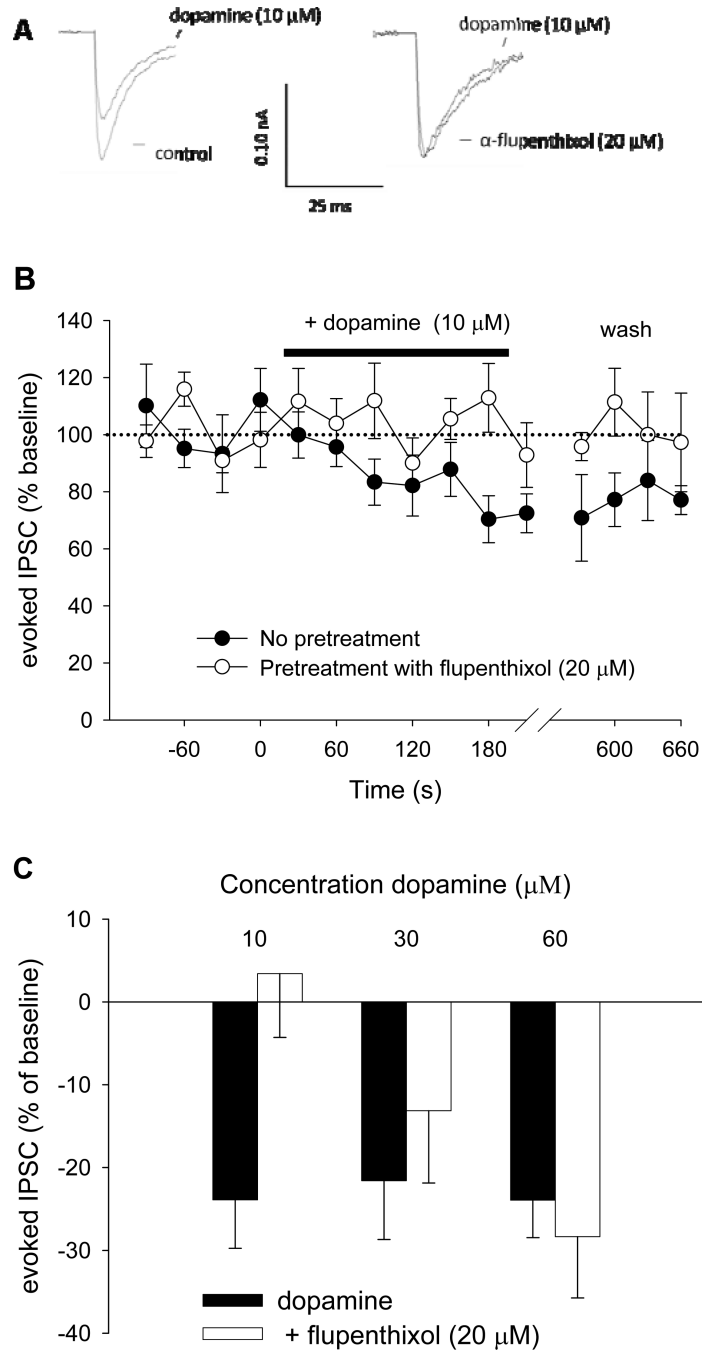 A
dopamine (10 µM)
control
0.10 nA
25 ms
dopamine (10 µM)
α-flupenthixol (20 µM)
B
evoked IPSC (% baseline)
140
120
100
80
60
40
20
0
+ dopamine (10 µM)
wash
No pretreatment
Pretreatment with flupenthixol (20 µM)
-60 0 60 120 180 600 660
Time (s)
C
Concentration dopamine (µM)
10 30 60
evoked IPSC (% of baseline)
10
0
-10
-20
-30
-40
dopamine
+ flupenthixol (20 µM)